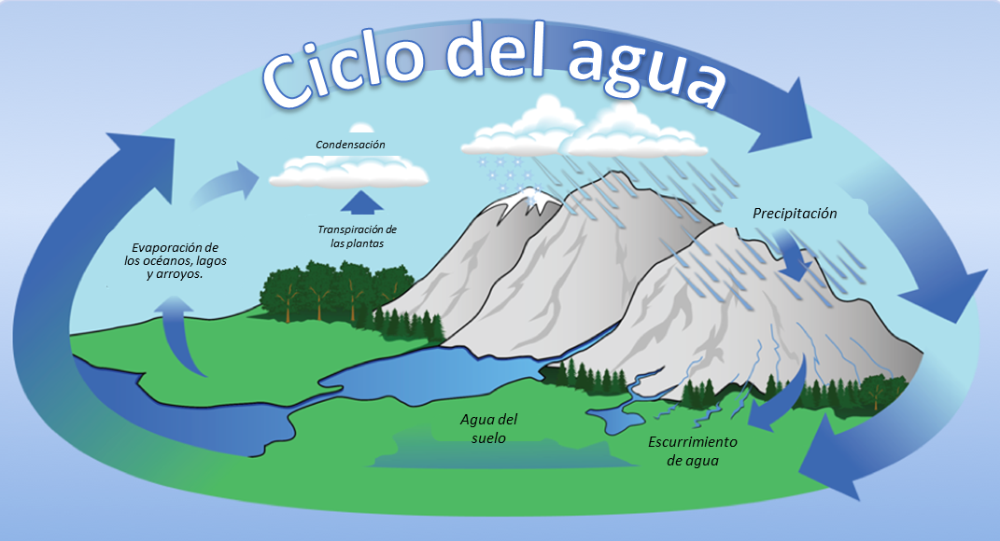 Ciclo del agua
Condensación
Transpiración de
las plantas
Evaporación de
los océanos, lagos
y arroyos.
Precipitación
Agua del
suelo
Escurrimiento
de agua